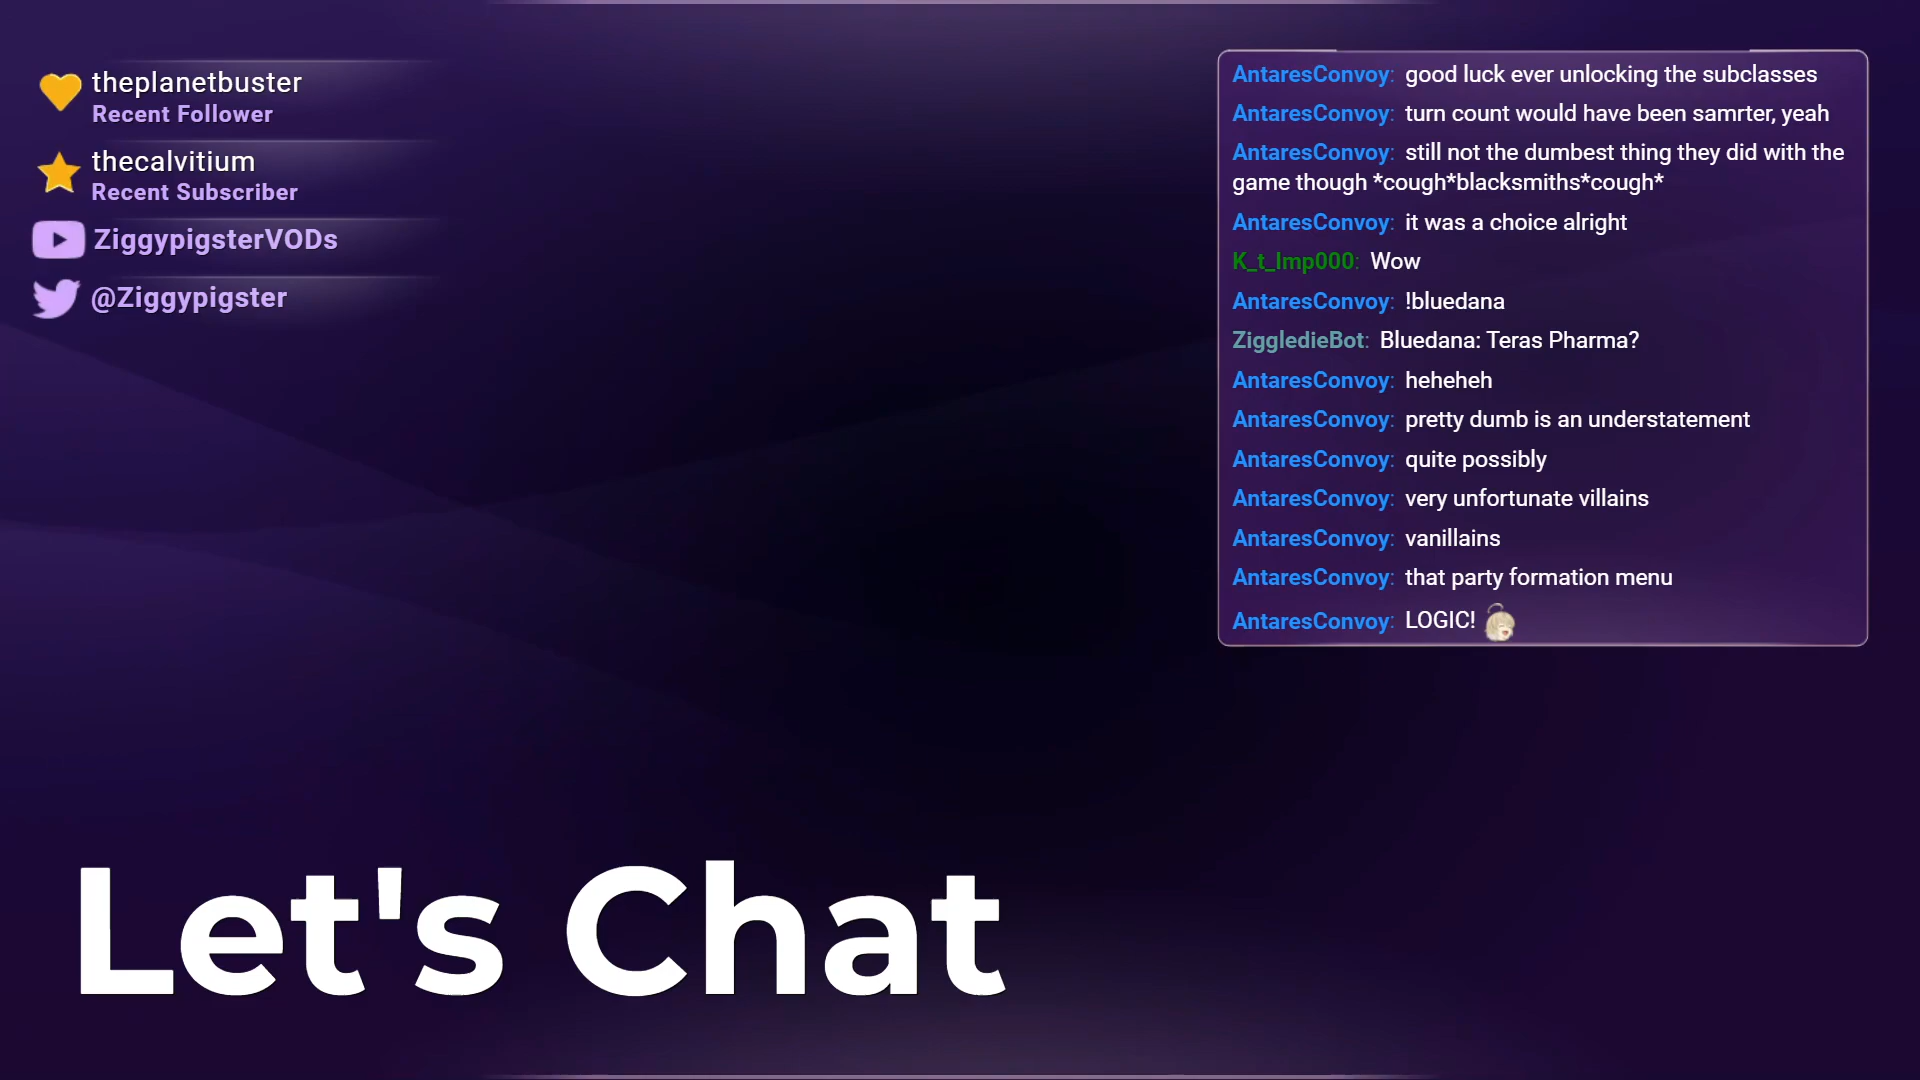 theplanetbuster
Recent Follower
thecalvitium
Recent Subscriber
ZiggypigsterVODs
@Ziggypigster
AntaresConvoy: good luck ever unlocking the subclasses
AntaresConvoy: turn count would have been samrter, yeah
AntaresConvoy: still not the dumbest thing they did with the
game though *cough*blacksmiths*cough*
AntaresConvoy: it was a choice alright
K_t_Imp000: Wow
AntaresConvoy: !bluedana
ZiggledieBot: Bluedana: Teras Pharma?
AntaresConvoy: heheheh
AntaresConvoy: pretty dumb is an understatement
AntaresConvoy: quite possibly
AntaresConvoy: very unfortunate villains
AntaresConvoy: vanillains
AntaresConvoy: that party formation menu
AntaresConvoy: LOGIC!
Let's Chat